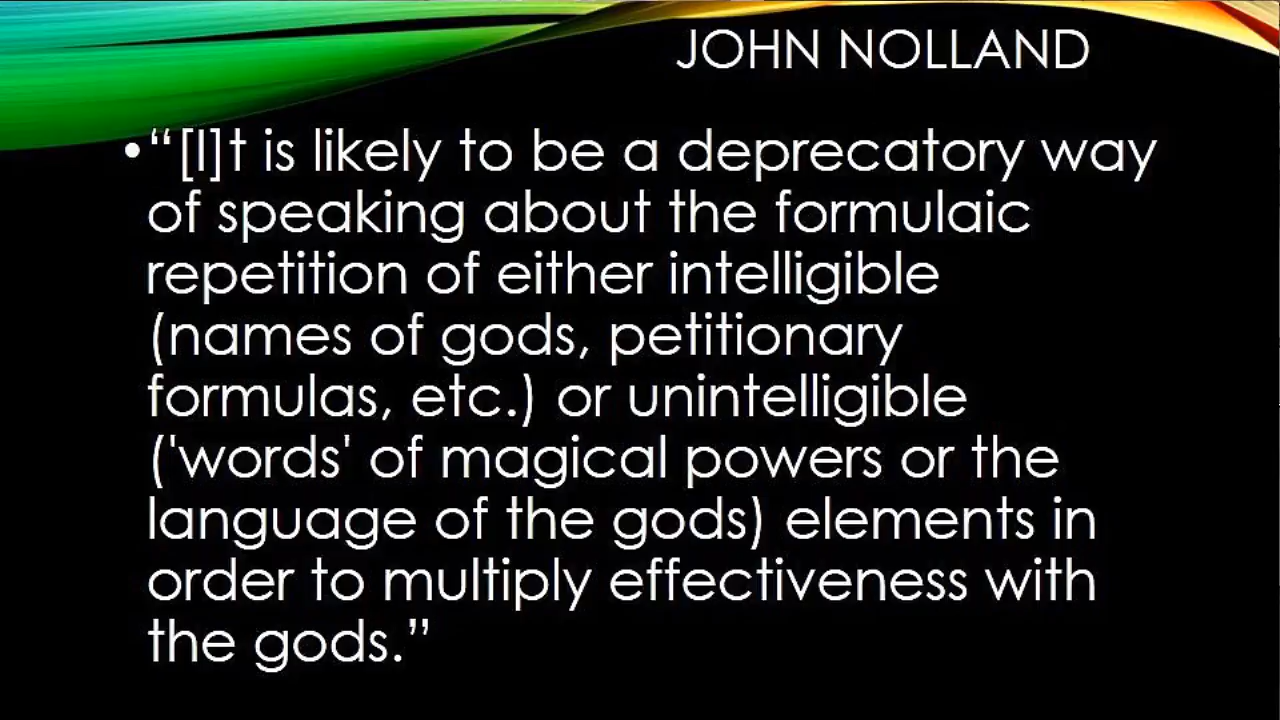 JOHN NOLLAND
•“[I]t is likely to be a deprecatory way
of speaking about the formulaic
repetition of either intelligible
(names of gods, petitionary
formulas, etc.) or unintelligible
('words' of magical powers or the
language of the gods) elements in
order to multiply effectiveness with
the gods.”